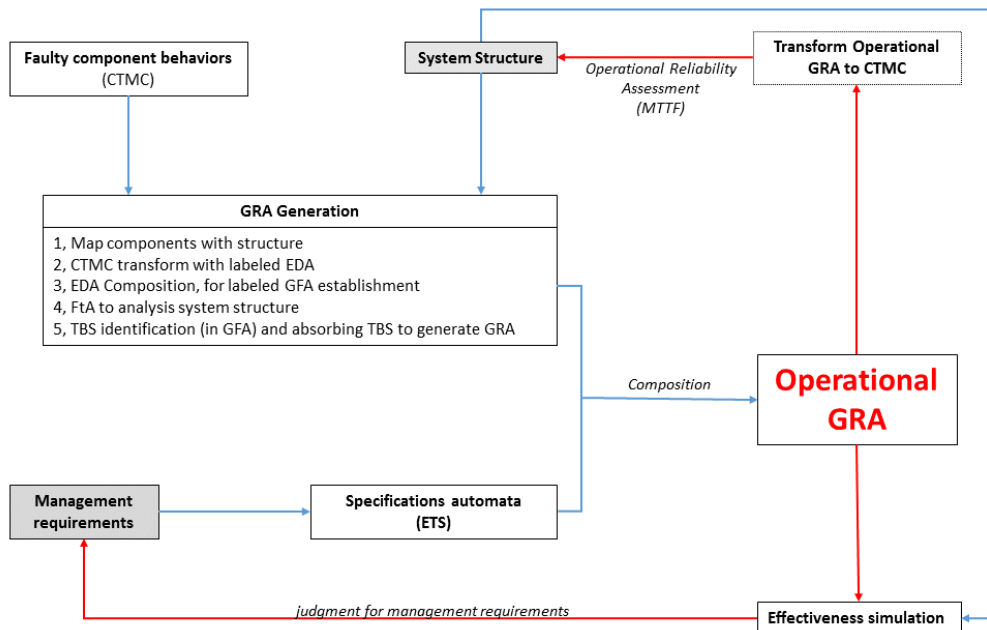 Faulty component behaviors
(CTMC)
System Structure
Transform Operational
GRA to CTMC
Operational Reliability
Assessment
(MTTF)
GRA Generation
1, Map components with structure
2, CTMC transform with labeled EDA
3, EDA Composition, for labeled GFA establishment
4, FtA to analysis system structure
5, TBS identification (in GFA) and absorbing TBS to generate GRA
Composition
Operational
GRA
Management
requirements
Specifications automata
(ETS)
judgment for management requirements
Effectiveness simulation